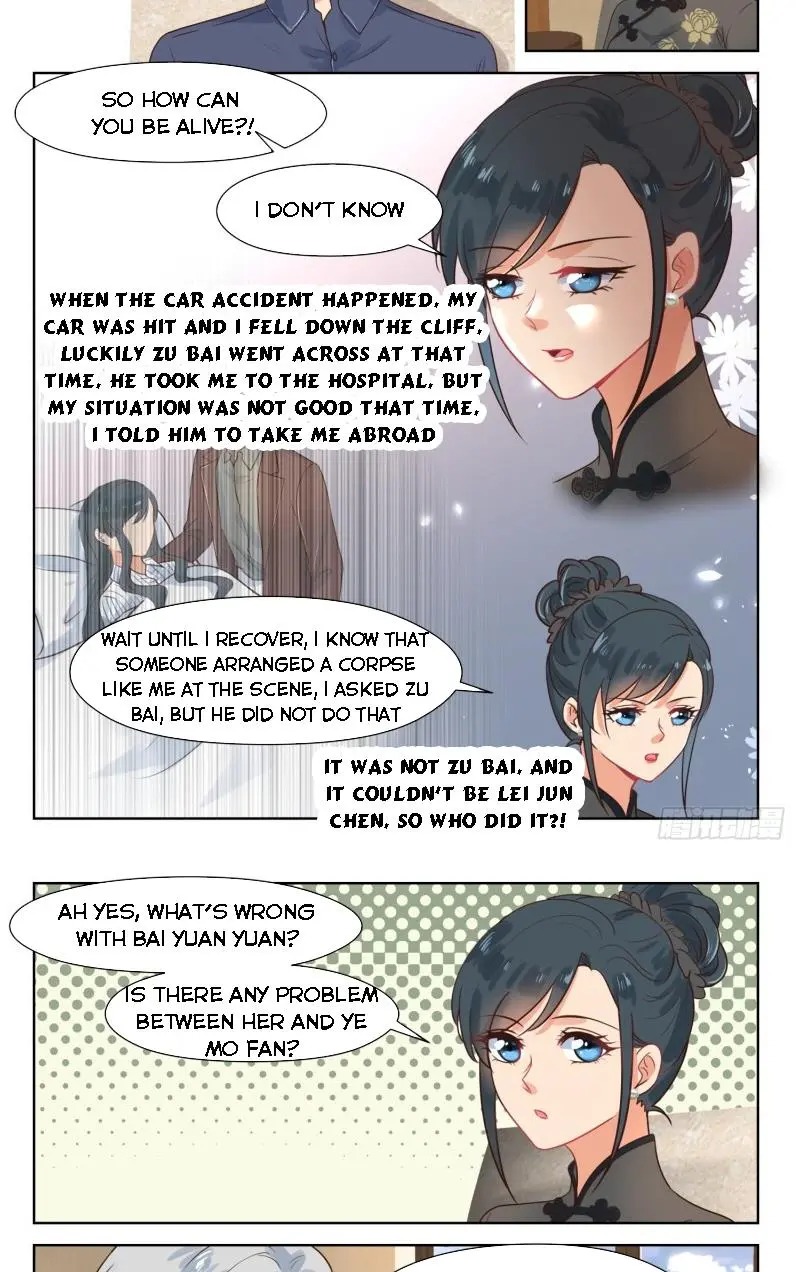 SO HOW CAN
YOU BE ALIVE?!
I DON'T KNOW
WHEN THE CAR ACCIDENT HAPPENED, MY
CAR WAS HIT AND I FELL DOWN THE CLIFF,
LUCKILY ZU BAI WENT ACROSS AT THAT
TIME, HE TOOK ME TO THE HOSPITAL, BUT
MY SITUATION WAS NOT GOOD THAT TIME,
I TOLD HIM TO TAKE ME ABROAD
WAIT UNTIL I RECOVER, I KNOW THAT
SOMEONE ARRANGED A CORPSE
LIKE ME AT THE SCENE, I ASKED ZU
BAI, BUT HE DID NOT DO THAT
IT WAS NOT ZU BAI, AND
IT COULDN'T BE LEI JUN
CHEN, SO WHO DID IT?!
腾讯动漫
AH YES, WHAT'S WRONG
WITH BAI YUAN YUAN?
IS THERE ANY PROBLEM
BETWEEN HER AND YE
MO FAN?